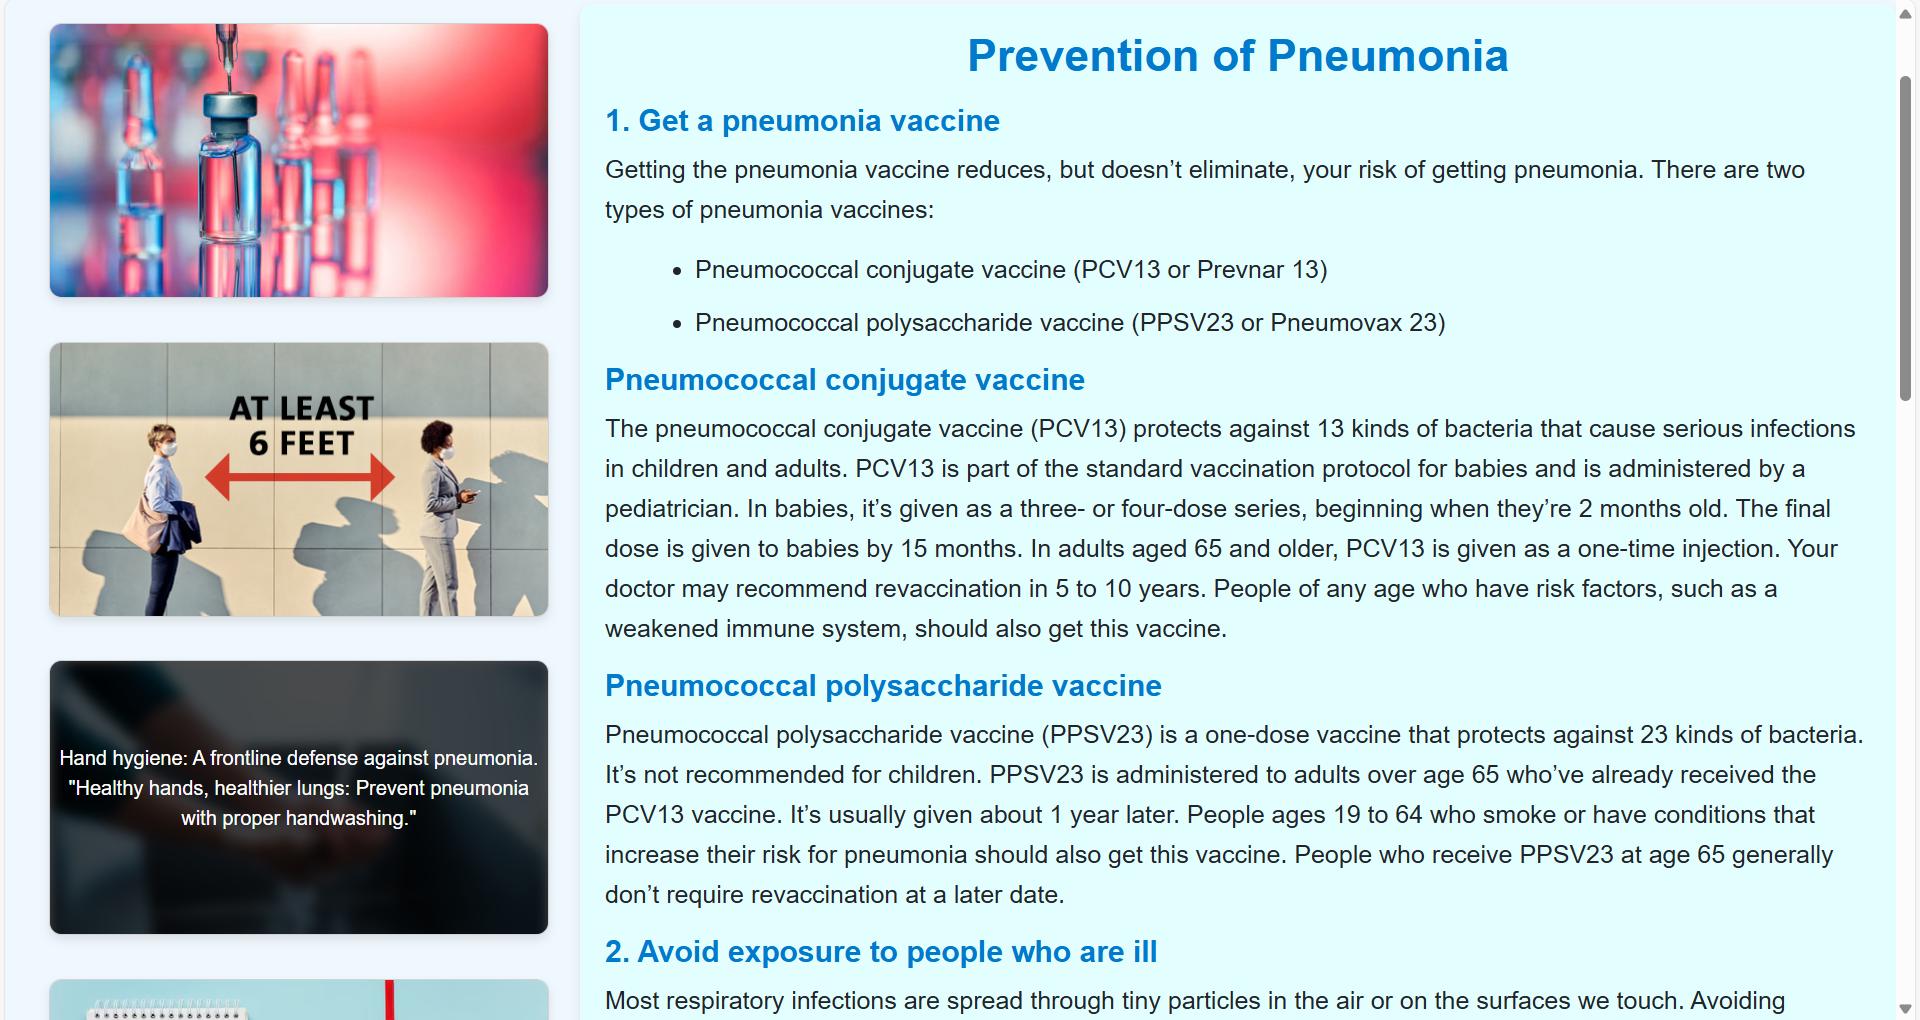 AT LEAST
6 FEET
Hand hygiene: A frontline defense against pneumonia.
"Healthy hands, healthier lungs: Prevent pneumonia
with proper handwashing."
Prevention of Pneumonia
1. Get a pneumonia vaccine
Getting the pneumonia vaccine reduces, but doesn’t eliminate, your risk of getting pneumonia. There are two
types of pneumonia vaccines:
• Pneumococcal conjugate vaccine (PCV13 or Prevnar 13)
• Pneumococcal polysaccharide vaccine (PPSV23 or Pneumovax 23)
Pneumococcal conjugate vaccine
The pneumococcal conjugate vaccine (PCV13) protects against 13 kinds of bacteria that cause serious infections
in children and adults. PCV13 is part of the standard vaccination protocol for babies and is administered by a
pediatrician. In babies, it’s given as a three- or four-dose series, beginning when they’re 2 months old. The final
dose is given to babies by 15 months. In adults aged 65 and older, PCV13 is given as a one-time injection. Your
doctor may recommend revaccination in 5 to 10 years. People of any age who have risk factors, such as a
weakened immune system, should also get this vaccine.
Pneumococcal polysaccharide vaccine
Pneumococcal polysaccharide vaccine (PPSV23) is a one-dose vaccine that protects against 23 kinds of bacteria.
It’s not recommended for children. PPSV23 is administered to adults over age 65 who’ve already received the
PCV13 vaccine. It’s usually given about 1 year later. People ages 19 to 64 who smoke or have conditions that
increase their risk for pneumonia should also get this vaccine. People who receive PPSV23 at age 65 generally
don’t require revaccination at a later date.
2. Avoid exposure to people who are ill
Most respiratory infections are spread through tiny particles in the air or on the surfaces we touch. Avoiding